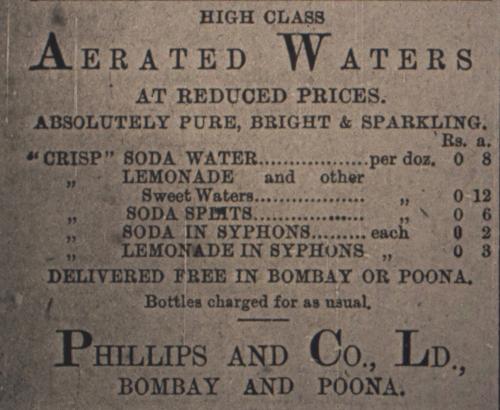 HIGH CLASS
AERATED WATERS
AT REDUCED PRICES.
ABSOLUTELY PURE, BRIGHT & SPARKLING.
Rs. a.
"CRISP" SODA WATER..................per doz. 0 8
„ LEMONADE and other
Sweet Waters.................. „ 0 12
„ SODA SPLITS.................. „ 0 6
„ SODA IN SYPHONS......... each 0 2
„ LEMONADE IN SYPHONS „ 0 3
DELIVERED FREE IN BOMBAY OR POONA.
Bottles charged for as usual.
PHILLIPS AND CO., LD.,
BOMBAY AND POONA.